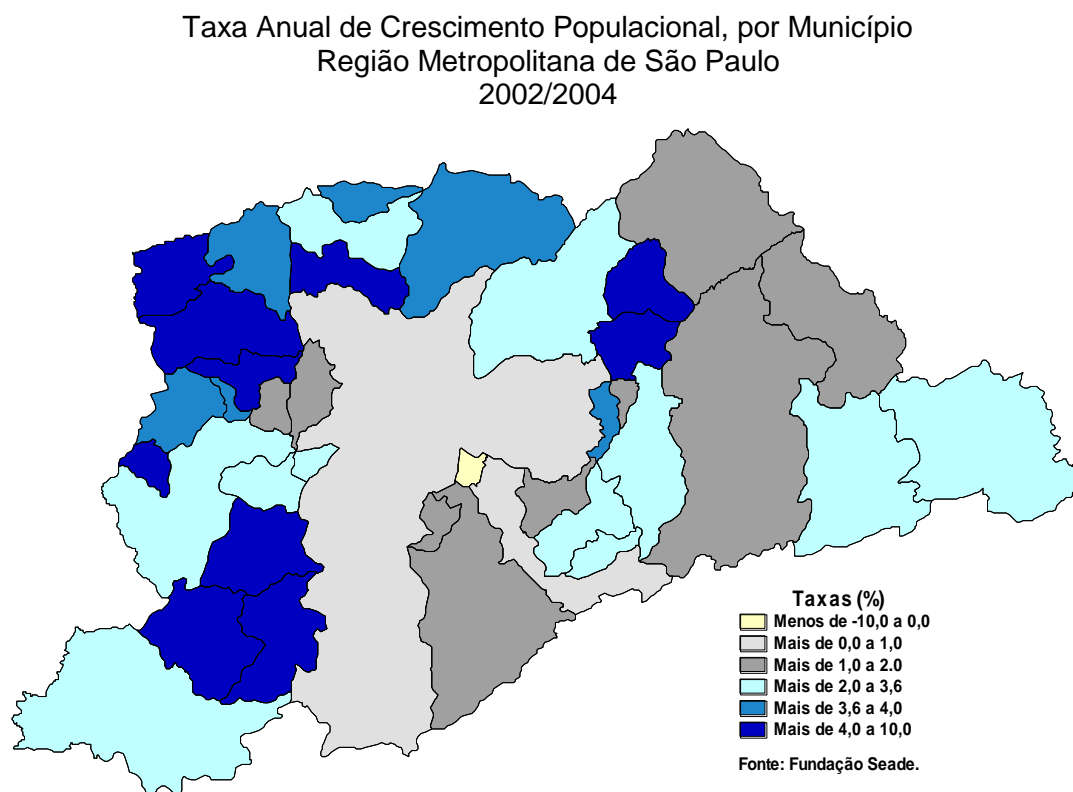 Taxa Anual de Crescimento Populacional, por Município
Região Metropolitana de São Paulo
2002/2004
Taxas (%)
Menos de -10,0 a 0,0
Mais de 0,0 a 1,0
Mais de 1,0 a 2.0
Mais de 2,0 a 3,6
Mais de 3,6 a 4,0
Mais de 4,0 a 10,0
Fonte: Fundação Seade.